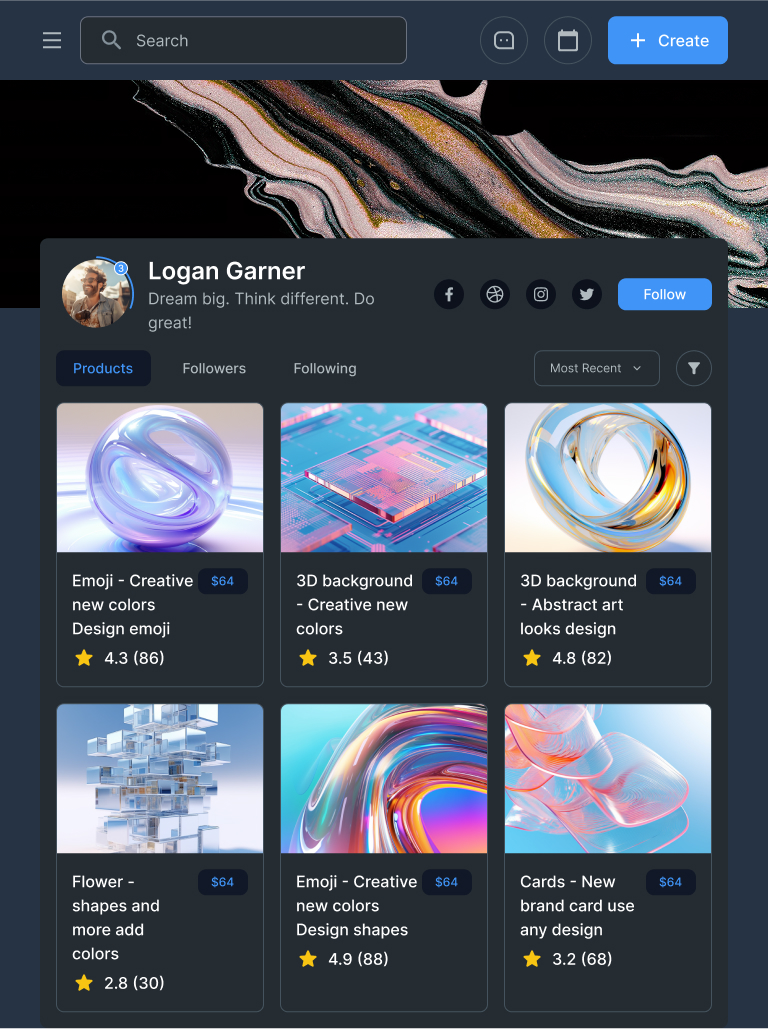 Search
Create
3
Logan Garner
Dream big. Think different. Do
great!
Follow
Products
Followers
Following
Most Recent
Emoji - Creative
new colors
Design emoji
$64
4.3 (86)
3D background
- Creative new
colors
$64
3.5 (43)
3D background
- Abstract art
looks design
$64
4.8 (82)
Flower -
shapes and
more add
colors
$64
2.8 (30)
Emoji - Creative
new colors
Design shapes
$64
4.9 (88)
Cards - New
brand card use
any design
$64
3.2 (68)